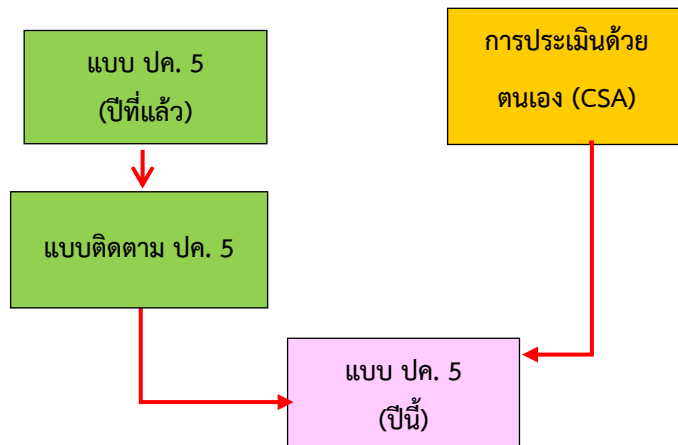 แบบ ปค. 5
(ปีที่แล้ว)
การประเมินด้วย
ตนเอง (CSA)
แบบติดตาม ปค. 5
แบบ ปค. 5
(ปีนี้)